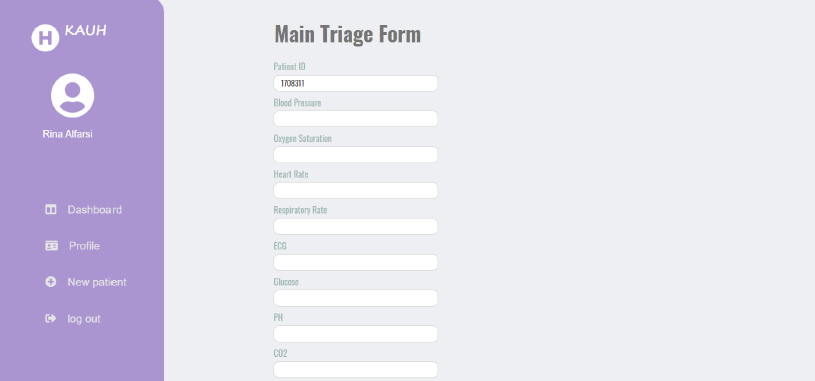 H KAUH
Rina Alfarsi
Dashboard
Profile
New patient
log out
Main Triage Form
Patient ID
1708311
Blood Pressure
Oxygen Saturation
Heart Rate
Respiratory Rate
ECG
Glucose
PH
CO2